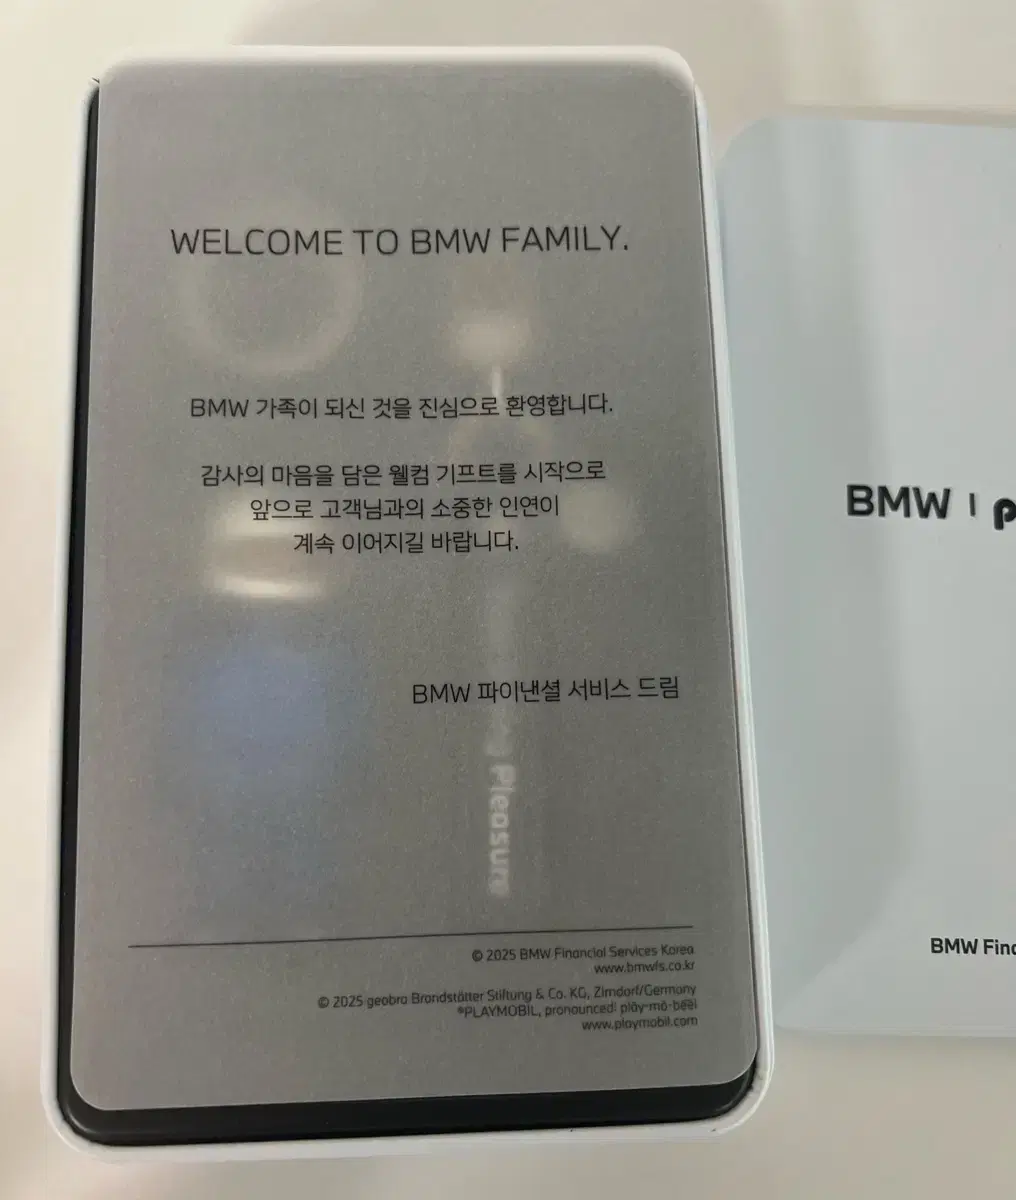 WELCOME TO BMW FAMILY.
BMW 가족이 되신 것을 진심으로 환영합니다.
감사의 마음을 담은 웰컴 기프트를 시작으로
앞으로 고객님과의 소중한 인연이
계속 이어지길 바랍니다.
BMW 파이낸셜 서비스 드림
Pleasure
© 2025 BMW Financial Services Korea
www.bmwfs.co.kr
© 2025 geobra Brandstätter Stiftung & Co. KG, Zirndorf/Germany
®PLAYMOBIL, pronounced: plāy-mō-bēēl
www.playmobil.com
BMW | p
BMW Fina